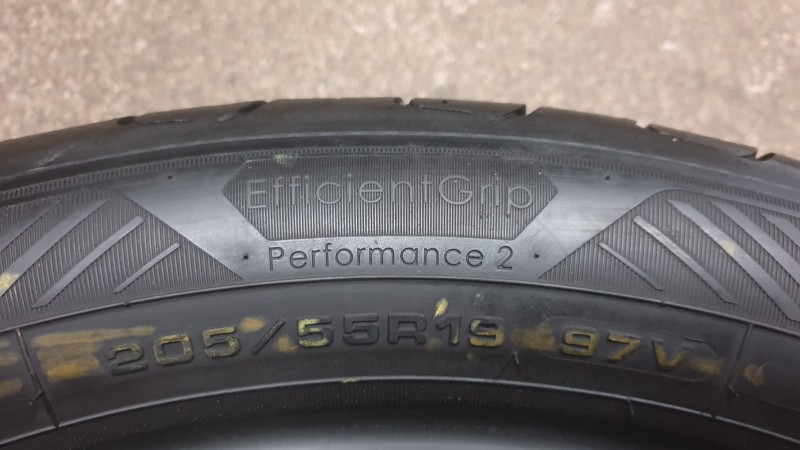 EfficientGrip
Performance 2
205/55R19 97V